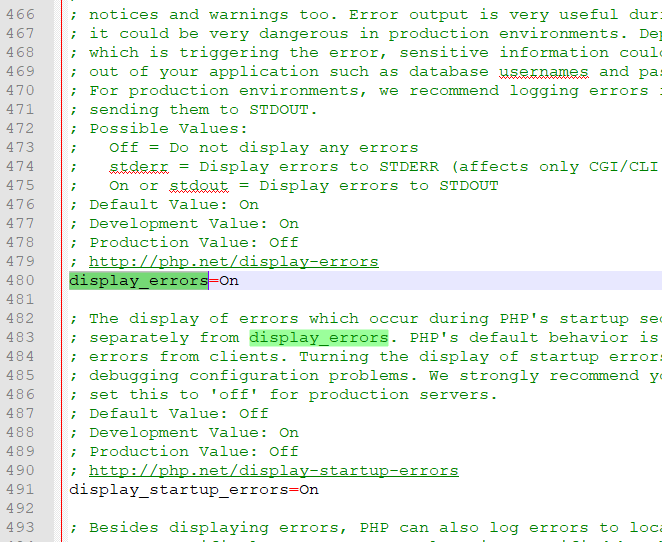 466 ; notices and warnings too. Error output is very useful
467 ; it could be very dangerous in production environments.
468 ; which is triggering the error, sensitive information
469 ; out of your application such as database usernames and
470 ; For production environments, we recommend logging errors
471 ; sending them to STDOUT.
472 ; Possible Values:
473 ;   Off = Do not display any errors
474 ;   stderr = Display errors to STDERR (affects only CGI/CLI
475 ;   On or stdout = Display errors to STDOUT
476 ; Default Value: On
477 ; Development Value: On
478 ; Production Value: Off
479 ; http://php.net/display-errors
480 display_errors=On
481
482 ; The display of errors which occur during PHP's startup
483 ; separately from display_errors. PHP's default behavior is
484 ; errors from clients. Turning the display of startup errors
485 ; debugging configuration problems. We strongly recommend
486 ; set this to 'off' for production servers.
487 ; Default Value: Off
488 ; Development Value: On
489 ; Production Value: Off
490 ; http://php.net/display-startup-errors
491 display_startup_errors=On
492
493 ; Besides displaying errors, PHP can also log errors to